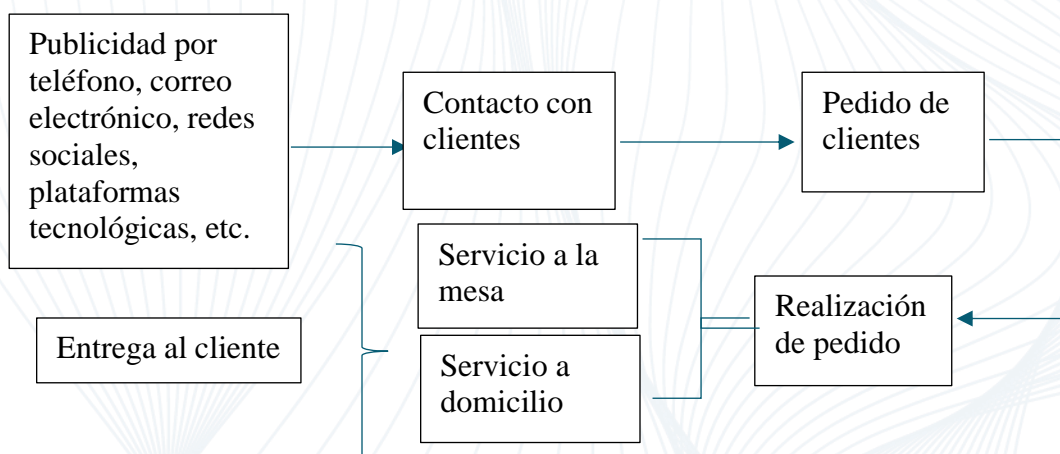 Publicidad por
teléfono, correo
electrónico, redes
sociales,
plataformas
tecnológicas, etc.
Contacto con
clientes
Pedido de
clientes
Realización
de pedido
Servicio a la
mesa
Servicio a
domicilio
Entrega al cliente